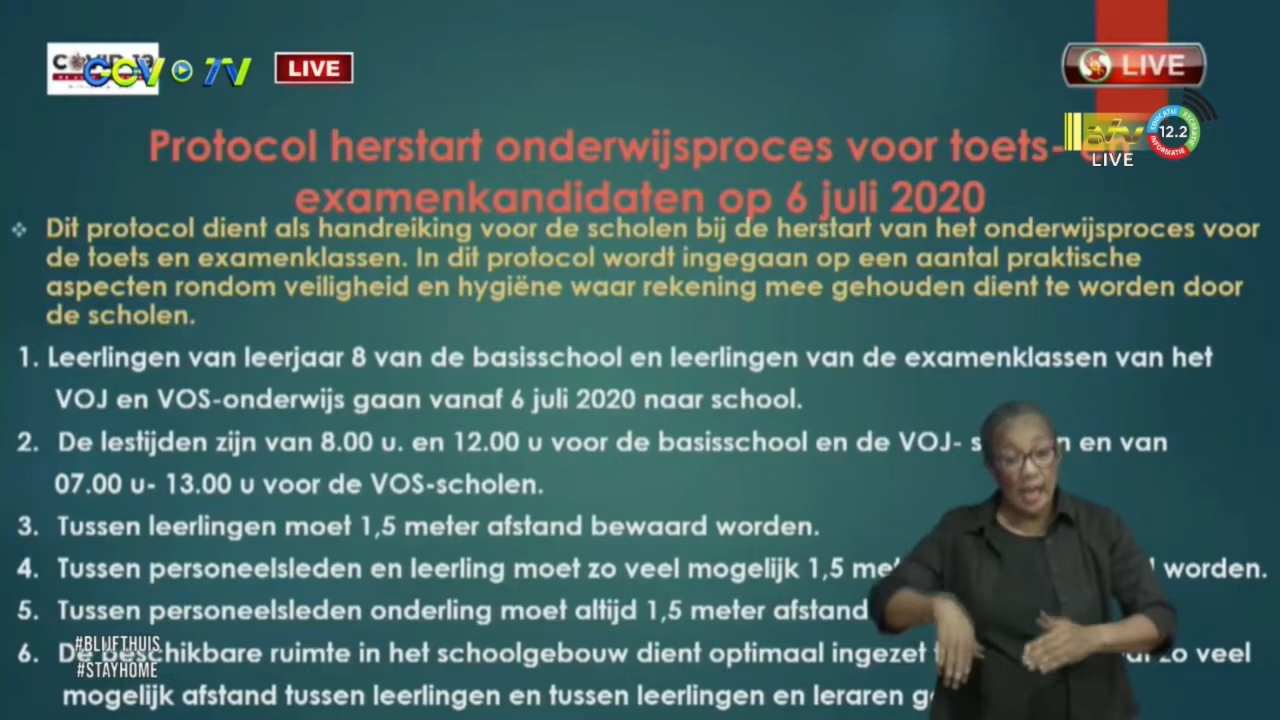 COVID-19
CCV TV
LIVE
LIVE
ATV
12.2
EDUCATIE
RECREATIE
INFORMATIE
LIVE
Protocol herstart onderwijsproces voor toets-
examenkandidaten op 6 juli 2020
Dit protocol dient als handreiking voor de scholen bij de herstart van het onderwijsproces voor
de toets en examenklassen. In dit protocol wordt ingegaan op een aantal praktische
aspecten rondom veiligheid en hygiëne waar rekening mee gehouden dient te worden door
de scholen.
1. Leerlingen van leerjaar 8 van de basisschool en leerlingen van de examenklassen van het
VOJ en VOS-onderwijs gaan vanaf 6 juli 2020 naar school.
2. De lestijden zijn van 8.00 u. en 12.00 u voor de basisschool en de VOJ- en van
07.00 u- 13.00 u voor de VOS-scholen.
3. Tussen leerlingen moet 1,5 meter afstand bewaard worden.
4. Tussen personeelsleden en leerling moet zo veel mogelijk 1,5 worden.
5. Tussen personeelsleden onderling moet altijd 1,5 meter afstand
6. De beschikbare ruimte in het schoolgebouw dient optimaal ingezet zo veel
mogelijk afstand tussen leerlingen en tussen leerlingen en leraren
#BLIJFTHUIS
#STAYHOME